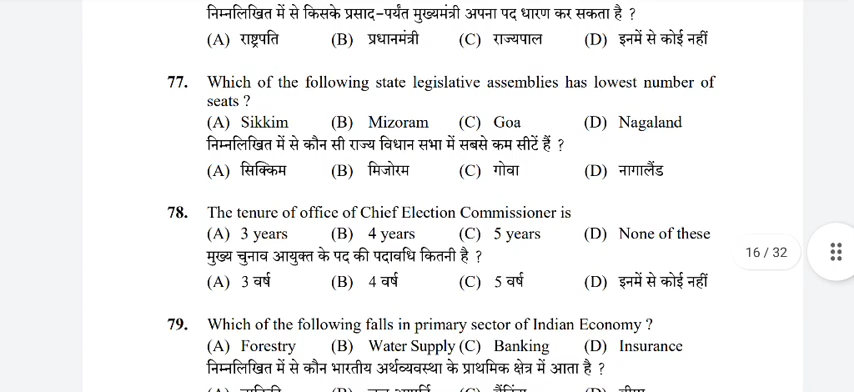 निम्नलिखित में से किसके प्रसाद-पर्यंत मुख्यमंत्री अपना पद धारण कर सकता है ?
(A) राष्ट्रपति (B) प्रधानमंत्री (C) राज्यपाल (D) इनमें से कोई नहीं
77. Which of the following state legislative assemblies has lowest number of
seats ?
(A) Sikkim (B) Mizoram (C) Goa (D) Nagaland
निम्नलिखित में से कौन सी राज्य विधान सभा में सबसे कम सीटें हैं ?
(A) सिक्किम (B) मिजोरम (C) गोवा (D) नागालैंड
78. The tenure of office of Chief Election Commissioner is
(A) 3 years (B) 4 years (C) 5 years (D) None of these
मुख्य चुनाव आयुक्त के पद की पदावधि कितनी है ?
(A) 3 वर्ष (B) 4 वर्ष (C) 5 वर्ष (D) इनमें से कोई नहीं
16 / 32
79. Which of the following falls in primary sector of Indian Economy ?
(A) Forestry (B) Water Supply (C) Banking (D) Insurance
निम्नलिखित में से कौन भारतीय अर्थव्यवस्था के प्राथमिक क्षेत्र में आता है ?